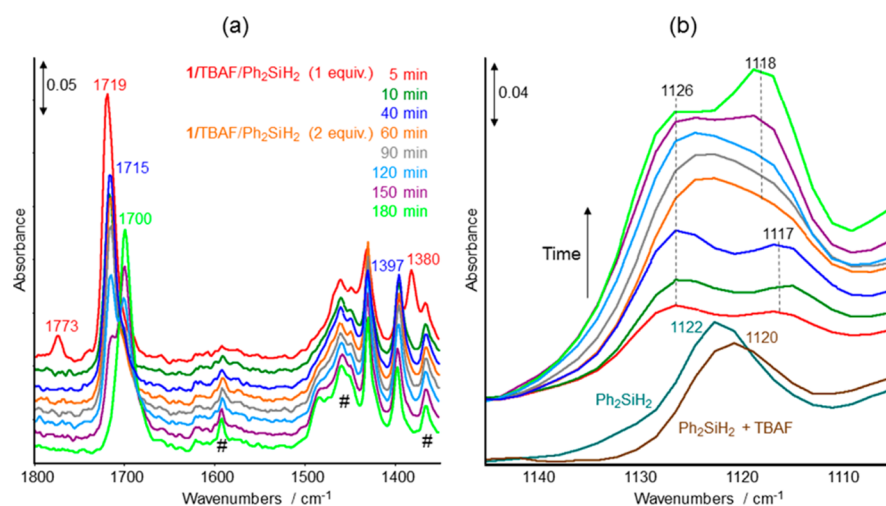 (a)
0.05
1719
1/TBAF/Ph₂SiH₂ (1 equiv.) 5 min
10 min
40 min
1/TBAF/Ph₂SiH₂ (2 equiv.) 60 min
90 min
120 min
150 min
180 min
1715
1700
1773
1397
1380
#
#
#
Absorbance
1800 1700 1600 1500 1400
Wavenumbers / cm⁻¹
(b)
0.04
1118
1126
Time
1117
1122
1120
Ph₂SiH₂
Ph₂SiH₂ + TBAF
Absorbance
1140 1130 1120 1110
Wavenumbers / cm⁻¹